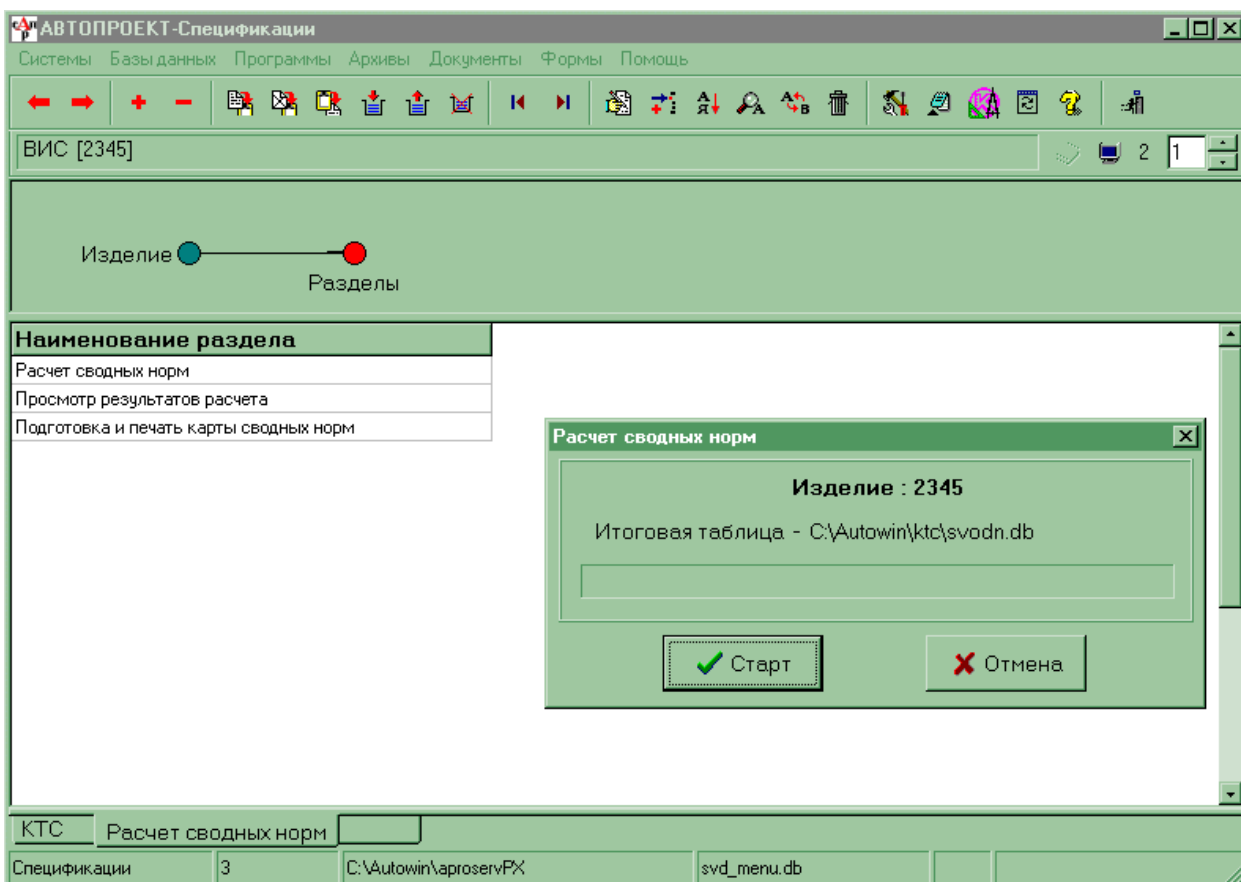 АВТОПРОЕКТ-Спецификации
Системы Базы данных Программы Архивы Документы Формы Помощь
ВИС [2345]
2 1
Изделие
Разделы
Наименование раздела
Расчет сводных норм
Просмотр результатов расчета
Подготовка и печать карты сводных норм
Расчет сводных норм
Изделие : 2345
Итоговая таблица - C:\Autowin\ktc\svodn.db
Старт Отмена
КТС Расчет сводных норм
Спецификации 3 C:\Autowin\aproservPX svd_menu.db